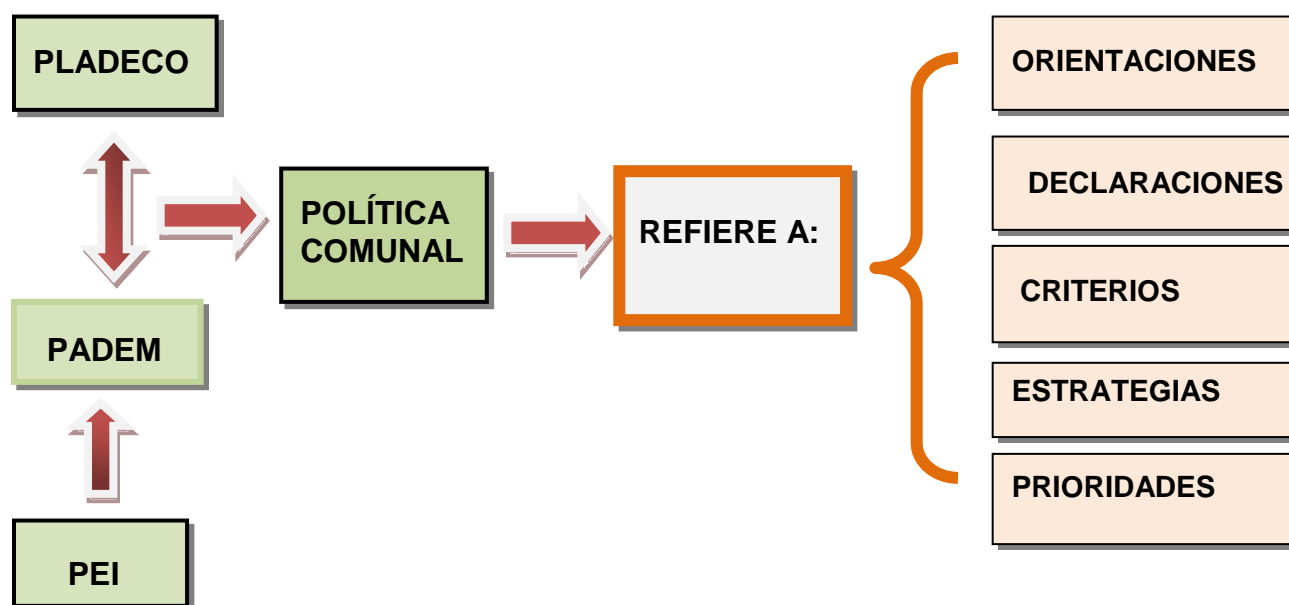 PLADECO
PADEM
PEI
POLÍTICA
COMUNAL
REFIERE A:
ORIENTACIONES
DECLARACIONES
CRITERIOS
ESTRATEGIAS
PRIORIDADES